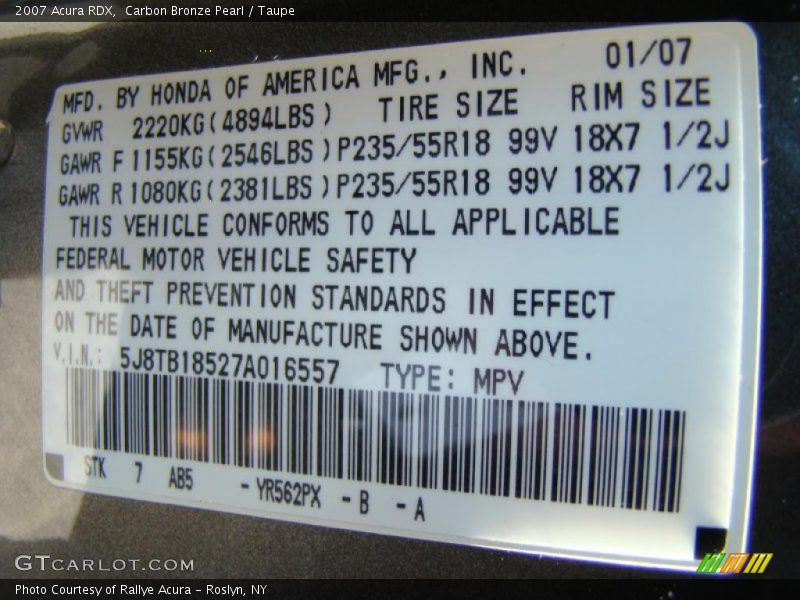 2007 Acura RDX,  Carbon Bronze Pearl / Taupe
MFD. BY HONDA OF AMERICA MFG., INC. 01/07
GVWR 2220KG(4894LBS) TIRE SIZE RIM SIZE
GAWR F 1155KG(2546LBS)P235/55R18 99V 18X7 1/2J
GAWR R 1080KG(2381LBS)P235/55R18 99V 18X7 1/2J
THIS VEHICLE CONFORMS TO ALL APPLICABLE
FEDERAL MOTOR VEHICLE SAFETY
AND THEFT PREVENTION STANDARDS IN EFFECT
ON THE DATE OF MANUFACTURE SHOWN ABOVE.
V.I.N.: 5J8TB18527A016557 TYPE: MPV
STK 7 AB5 -YR562PX -B -A
GTCARLOT.COM
Photo Courtesy of Rallye Acura – Roslyn, NY